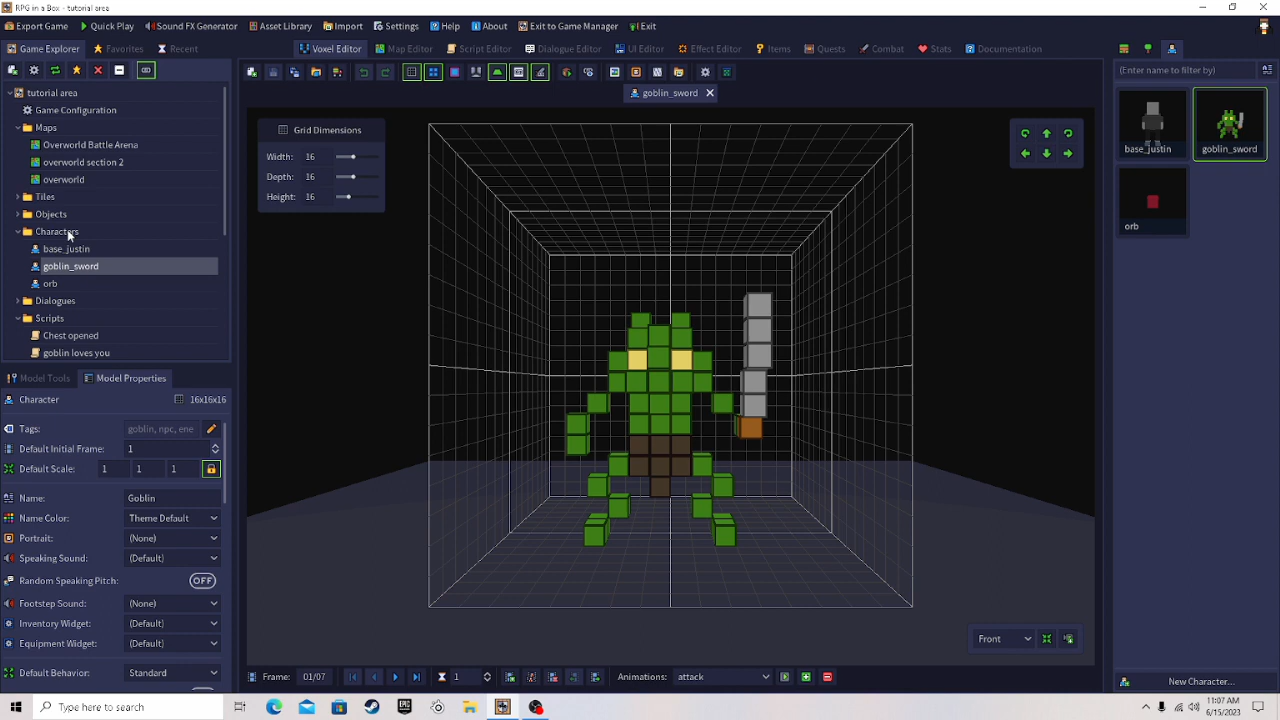 RPG in a Box - tutorial area
Export Game Quick Play Sound FX Generator Asset Library Import Settings Help About Exit to Game Manager Exit
Game Explorer Favorites Recent Voxel Editor Map Editor Script Editor Dialogue Editor UI Editor Effect Editor Items Quests Combat Stats Documentation
(Enter name to filter by)
tutorial area
Game Configuration
Maps
Overworld Battle Arena
overworld section 2
overworld
Tiles
Objects
Characters
base_justin
goblin_sword
orb
Dialogues
Scripts
Chest opened
goblin loves you
Model Tools Model Properties
Character 16x16x16
Tags: goblin, npc, ene
Default Initial Frame: 1
Default Scale: 1 1 1
Name: Goblin
Name Color: Theme Default
Portrait: (None)
Speaking Sound: (Default)
Random Speaking Pitch: OFF
Footstep Sound: (None)
Inventory Widget: (Default)
Equipment Widget: (Default)
Default Behavior: Standard
goblin_sword
Grid Dimensions
Width: 16
Depth: 16
Height: 16
Front
Frame: 01/07 1 Animations: attack
base_justin goblin_sword
orb
New Character...
Type here to search
11:07 AM
6/15/2023